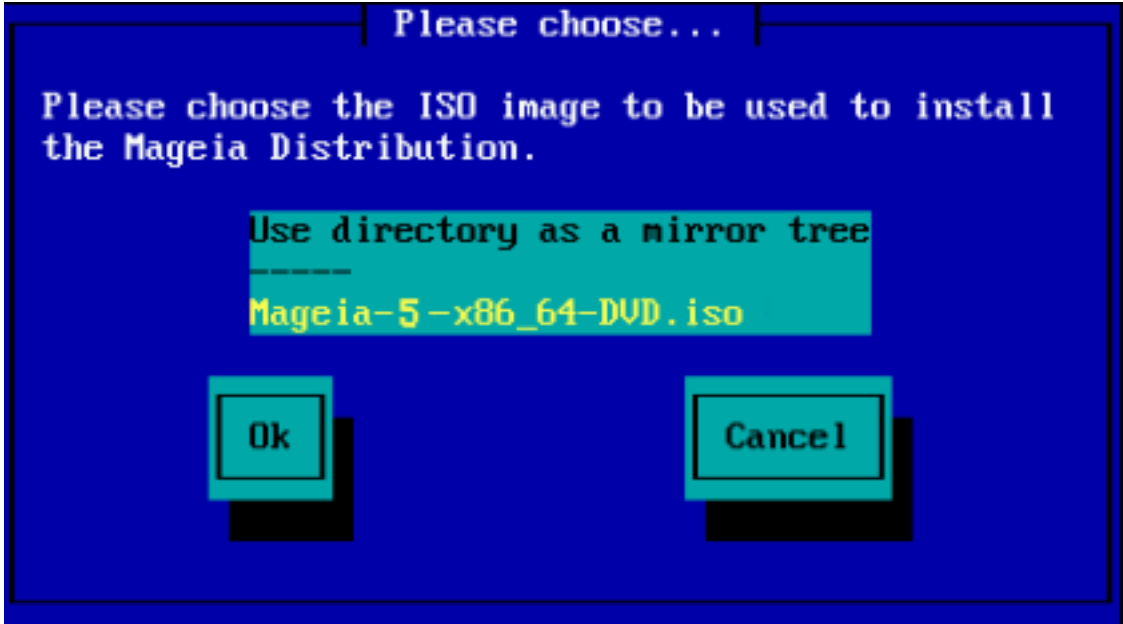 Please choose...
Please choose the ISO image to be used to install
the Mageia Distribution.
Use directory as a mirror tree
-----
Mageia-5-x86_64-DVD.iso
Ok
Cancel